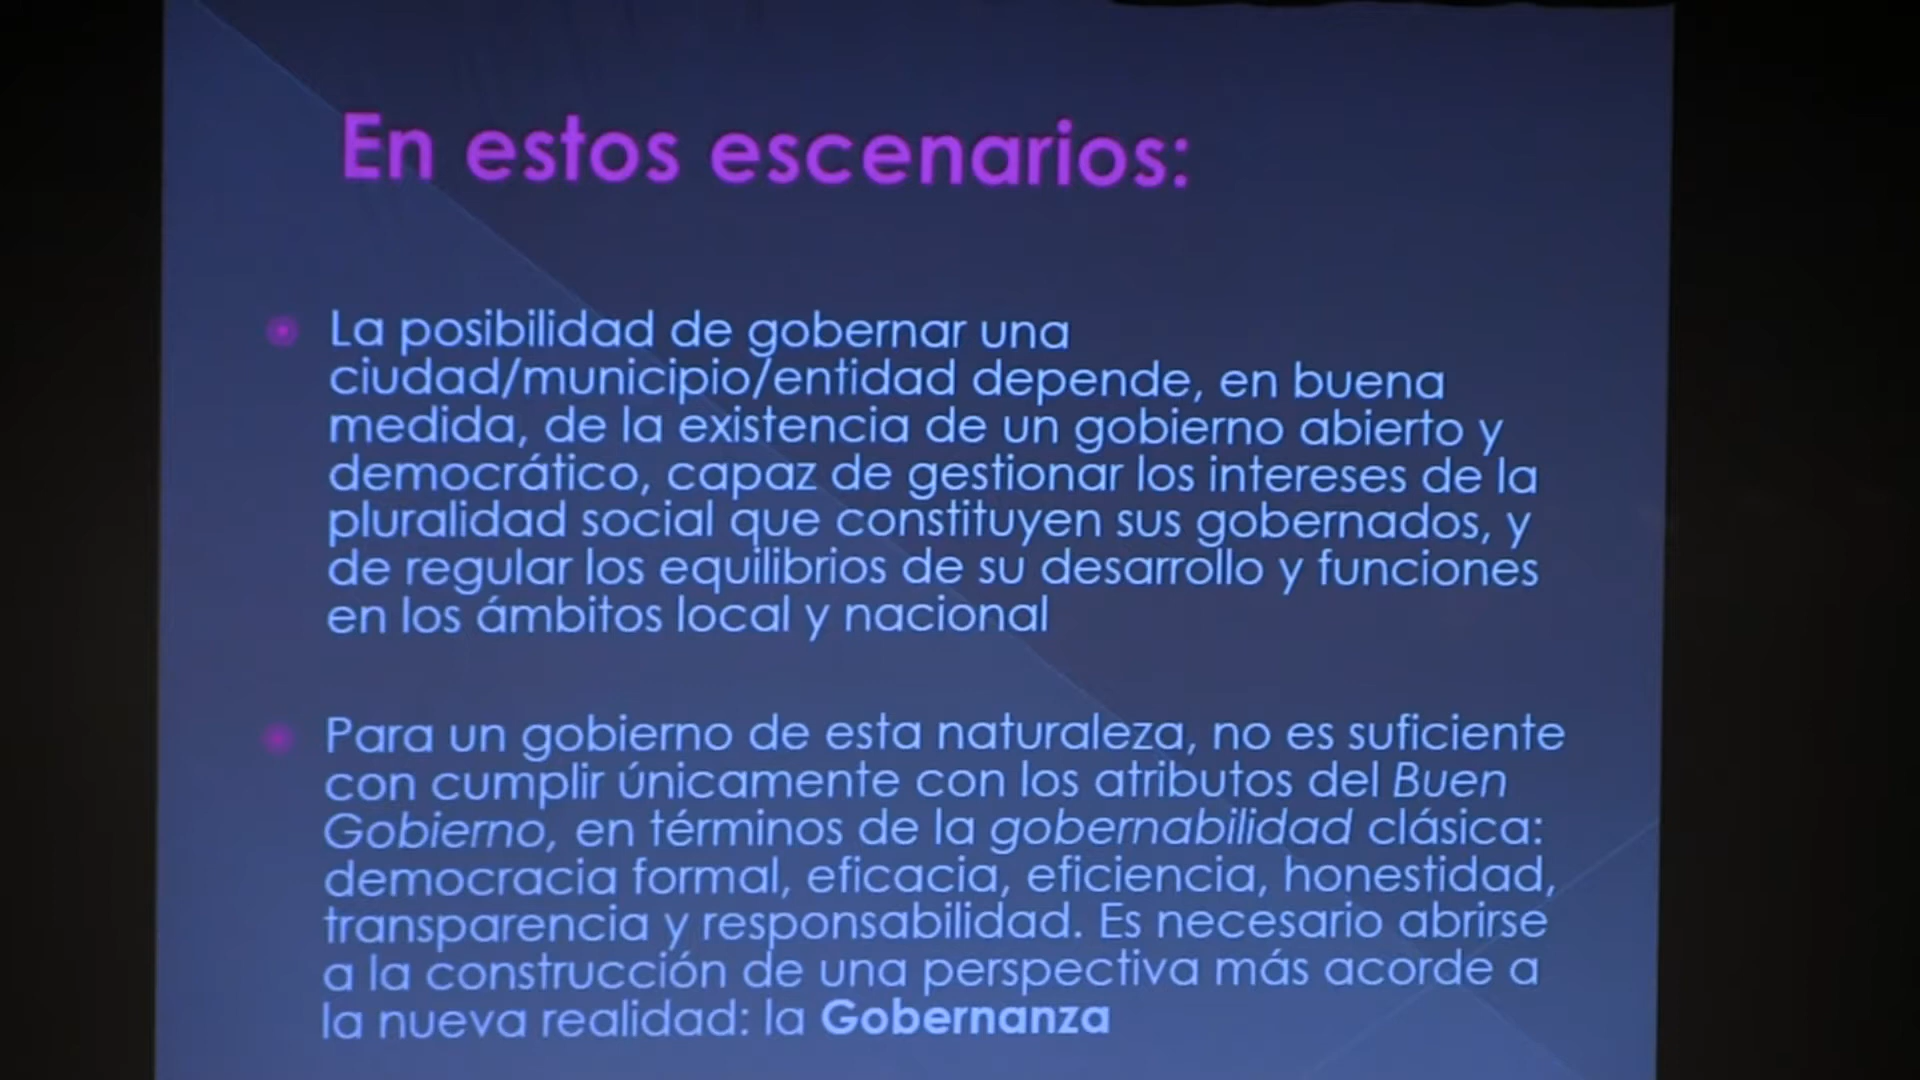 En estos escenarios:
La posibilidad de gobernar una
ciudad/municipio/entidad depende, en buena
medida, de la existencia de un gobierno abierto y
democrático, capaz de gestionar los intereses de la
pluralidad social que constituyen sus gobernados, y
de regular los equilibrios de su desarrollo y funciones
en los ámbitos local y nacional
Para un gobierno de esta naturaleza, no es suficiente
con cumplir únicamente con los atributos del Buen
Gobierno, en términos de la gobernabilidad clásica:
democracia formal, eficacia, eficiencia, honestidad,
transparencia y responsabilidad. Es necesario abrirse
a la construcción de una perspectiva más acorde a
la nueva realidad: la Gobernanza